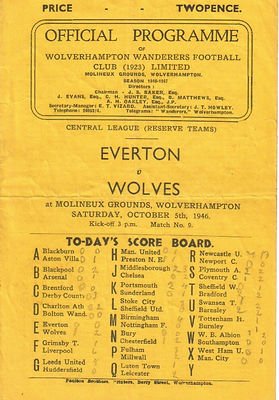 PRICE - - TWOPENCE.
OFFICIAL PROGRAMME
OF
WOLVERHAMPTON WANDERERS FOOTBALL
CLUB (1923) LIMITED
MOLINEUX GROUNDS, WOLVERHAMPTON.
SEASON 1946-1947
Directors:
Chairman - J. S. BAKER, Esq.
J. EVANS, Esq., C. H. HUNTER, Esq., B. MATTHEWS, Esq.,
A. H. OAKLEY, Esq., J.P.
Secretary-Manager: E. T. VIZARD. Assistant-Secretary: J. T. HOWLEY.
Telegrams: "Wanderers," Wolverhampton.
CENTRAL LEAGUE (RESERVE TEAMS)
EVERTON
v
WOLVES
at MOLINEUX GROUNDS, WOLVERHAMPTON
SATURDAY, OCTOBER 5th, 1946.
Kick-off 3 p.m. Match No. 9.
TO-DAY'S SCORE BOARD.
A Blackburn
Aston Villa
B Blackpool
Arsenal
C Brentford
Derby County
D Charlton Ath
Bolton Wand.
E Everton
Wolves
F Grimsby T.
Liverpool
G Leeds United
Huddersfield
H Man. United
Preston N.E.
J Middlesborough
Chelsea
K Portsmouth
Sunderland
L Stoke City
Sheffield Utd.
M Birmingham
Nottingham F.
N Bury
Chesterfield
P Fulham
Millwall
Q Luton Town
Leicester
R Newcastle U.
Newport C.
S Plymouth A.
Coventry C.
T Sheffield W.
Bradford
U Swansea T.
Barnsley
V Tottenham H.
Burnley
W W. B. Albion
Southampton
X West Ham U.
Man. City